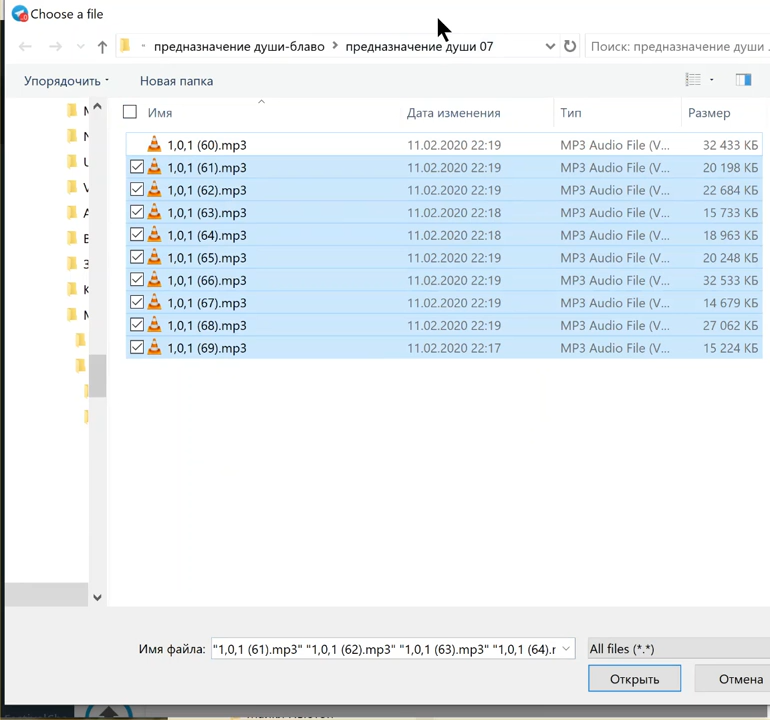 Choose a file
предназначение души-блаво > предназначение души 07
Поиск: предназначение души
Упорядочить
Новая папка
Имя
Дата изменения
Тип
Размер
1,0,1 (60).mp3 11.02.2020 22:19 MP3 Audio File (V... 32 433 КБ
1,0,1 (61).mp3 11.02.2020 22:19 MP3 Audio File (V... 20 198 КБ
1,0,1 (62).mp3 11.02.2020 22:19 MP3 Audio File (V... 22 684 КБ
1,0,1 (63).mp3 11.02.2020 22:18 MP3 Audio File (V... 15 733 КБ
1,0,1 (64).mp3 11.02.2020 22:18 MP3 Audio File (V... 18 963 КБ
1,0,1 (65).mp3 11.02.2020 22:19 MP3 Audio File (V... 20 248 КБ
1,0,1 (66).mp3 11.02.2020 22:19 MP3 Audio File (V... 32 533 КБ
1,0,1 (67).mp3 11.02.2020 22:19 MP3 Audio File (V... 14 679 КБ
1,0,1 (68).mp3 11.02.2020 22:19 MP3 Audio File (V... 27 062 КБ
1,0,1 (69).mp3 11.02.2020 22:17 MP3 Audio File (V... 15 224 КБ
Имя файла: "1,0,1 (61).mp3" "1,0,1 (62).mp3" "1,0,1 (63).mp3" "1,0,1 (64).r
All files (*.*)
Открыть
Отмена